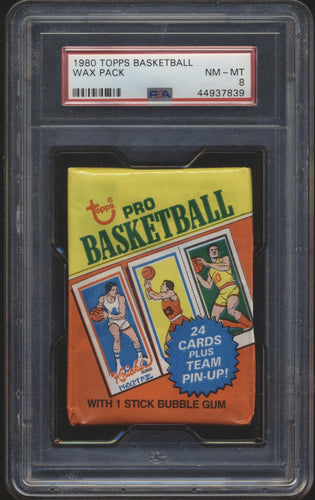 1980 TOPPS BASKETBALL
WAX PACK
NM - MT
8
PSA
44937839
topps
PRO
BASKETBALL
24
CARDS
PLUS
TEAM
PIN-UP!
WITH 1 STICK BUBBLE GUM